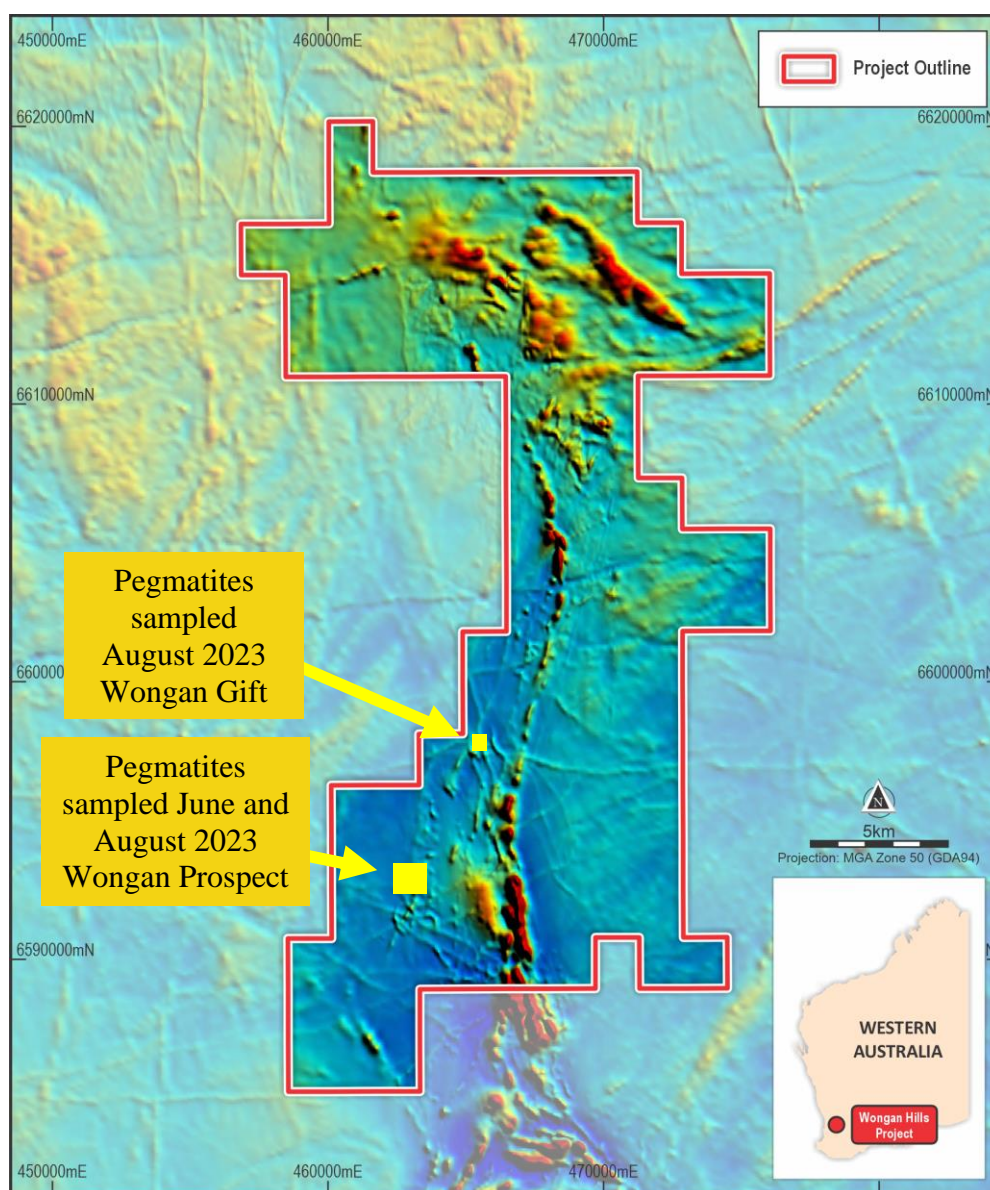 450000mE
460000mE
470000mE
Project Outline
6620000mN
6620000mN
6610000mN
6610000mN
Pegmatites
sampled
August 2023
Wongan Gift
660000
6600000mN
Pegmatites
sampled June and
August 2023
Wongan Prospect
N
5km
Projection: MGA Zone 50 (GDA94)
6590000mN
WESTERN
AUSTRALIA
Wongan Hills
Project
450000mE
460000mE
470000mE